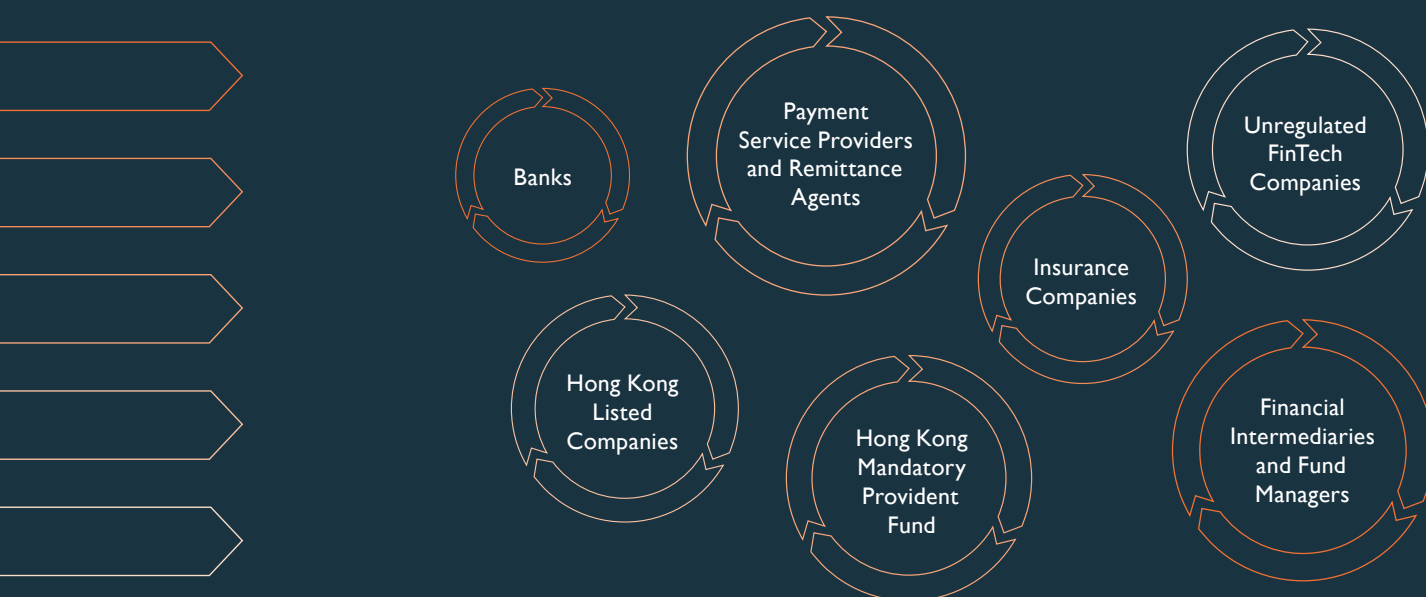 Banks
Payment
Service Providers
and Remittance
Agents
Unregulated
FinTech
Companies
Insurance
Companies
Hong Kong
Listed
Companies
Hong Kong
Mandatory
Provident
Fund
Financial
Intermediaries
and Fund
Managers